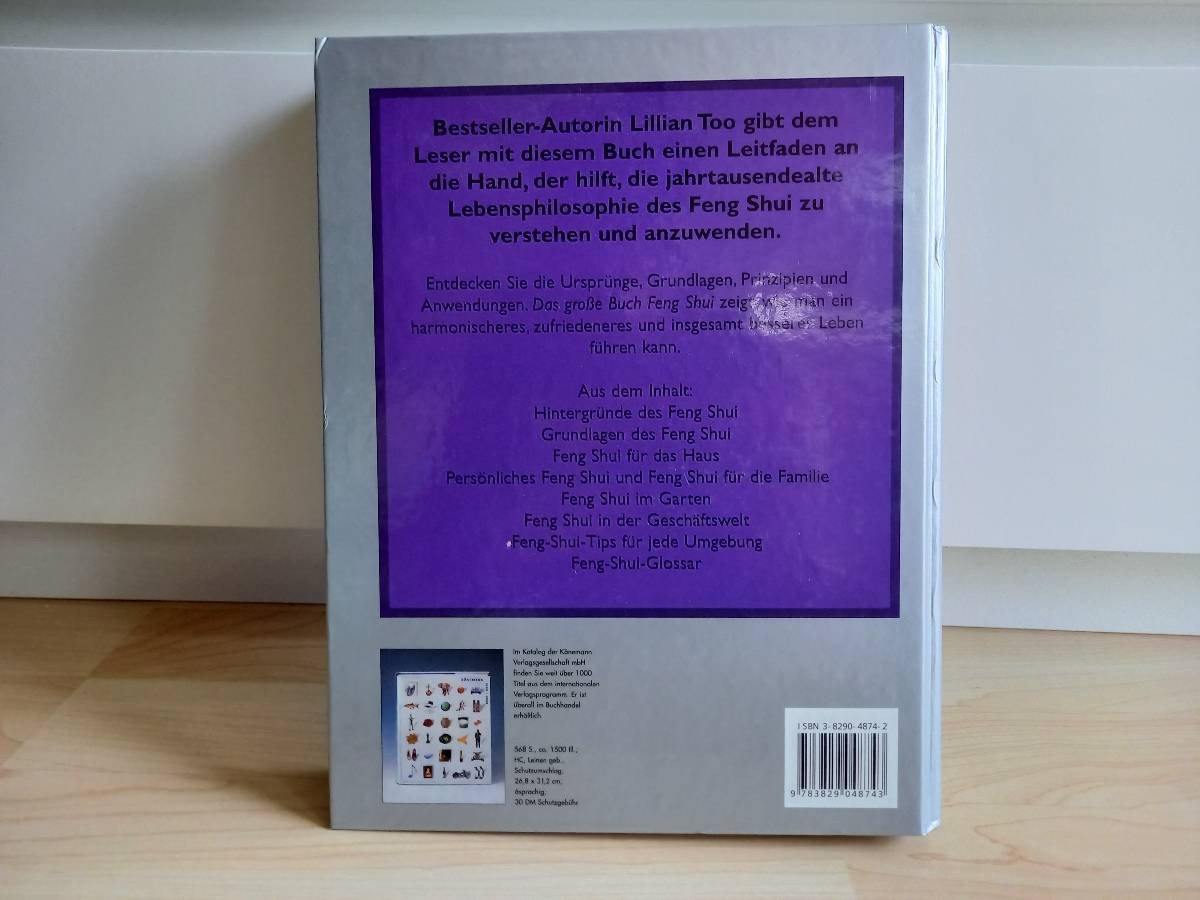 Bestseller-Autorin Lillian Too gibt dem
Leser mit diesem Buch einen Leitfaden an
die Hand, der hilft, die jahrtausendealte
Lebensphilosophie des Feng Shui zu
verstehen und anzuwenden.
Entdecken Sie die Ursprünge, Grundlagen, Prinzipien und
Anwendungen. Das große Buch Feng Shui zeigt, wie man ein
harmonischeres, zufriedeneres und insgesamt besseres Leben
führen kann.
Aus dem Inhalt:
Hintergründe des Feng Shui
Grundlagen des Feng Shui
Feng Shui für das Haus
Persönliches Feng Shui und Feng Shui für die Familie
Feng Shui im Garten
Feng Shui in der Geschäftswelt
Feng-Shui-Tips für jede Umgebung
Feng-Shui-Glossar
Im Katalog der Könemann
Verlagsgesellschaft mbH
finden Sie weit über 1000
Titel aus dem internationalen
Verlagsprogramm. Er ist
überall im Buchhandel
erhältlich.
568 S., ca. 1500 Ill.;
HC, Leinen geb.,
Schutzumschlag,
26,8 x 31,2 cm,
6sprachig,
30 DM Schutzgebühr
ISBN 3-8290-4874-2
9 783829 048743